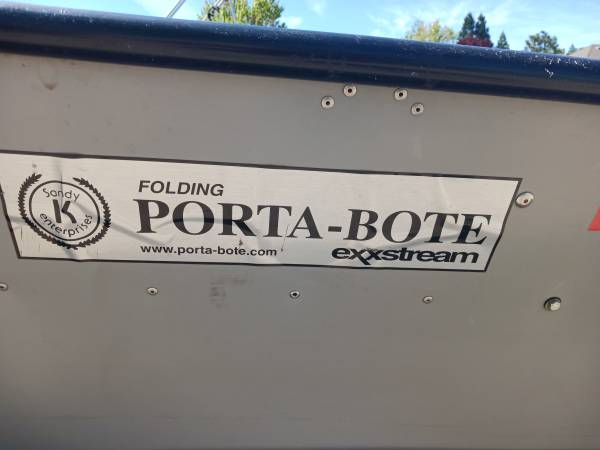 Sandy
K
enterprises
FOLDING
PORTA-BOTE
www.porta-bote.com
exxstream